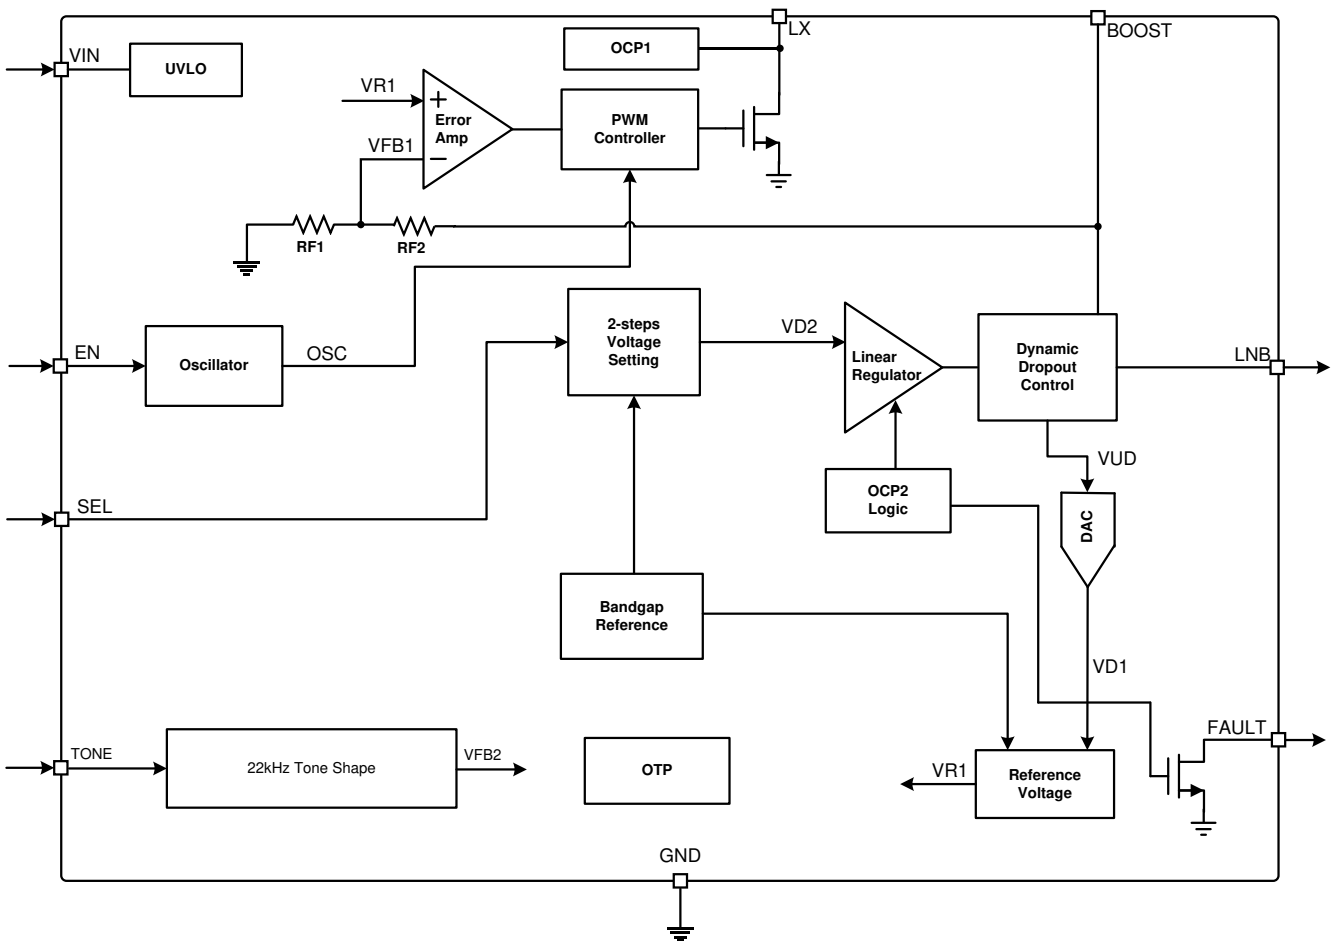 LX
BOOST
VIN
UVLO
OCP1
VR1
+
Error
Amp
PWM
Controller
VFB1
−
RF1
RF2
EN
Oscillator
OSC
2-steps
Voltage
Setting
VD2
Linear
Regulator
Dynamic
Dropout
Control
LNB
VUD
SEL
OCP2
Logic
DAC
Bandgap
Reference
VD1
FAULT
TONE
22kHz Tone Shape
VFB2
OTP
VR1
Reference
Voltage
GND